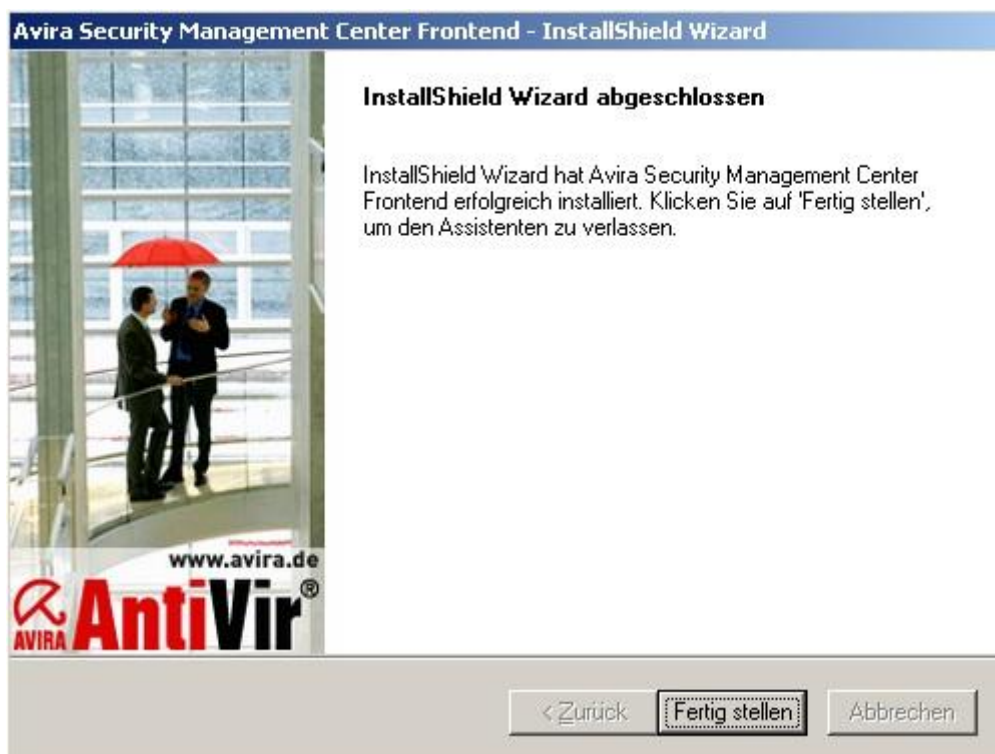 Avira Security Management Center Frontend - InstallShield Wizard
InstallShield Wizard abgeschlossen
InstallShield Wizard hat Avira Security Management Center
Frontend erfolgreich installiert. Klicken Sie auf 'Fertig stellen',
um den Assistenten zu verlassen.
www.avira.de
AVIRA AntiVir®
< Zurück
Fertig stellen
Abbrechen